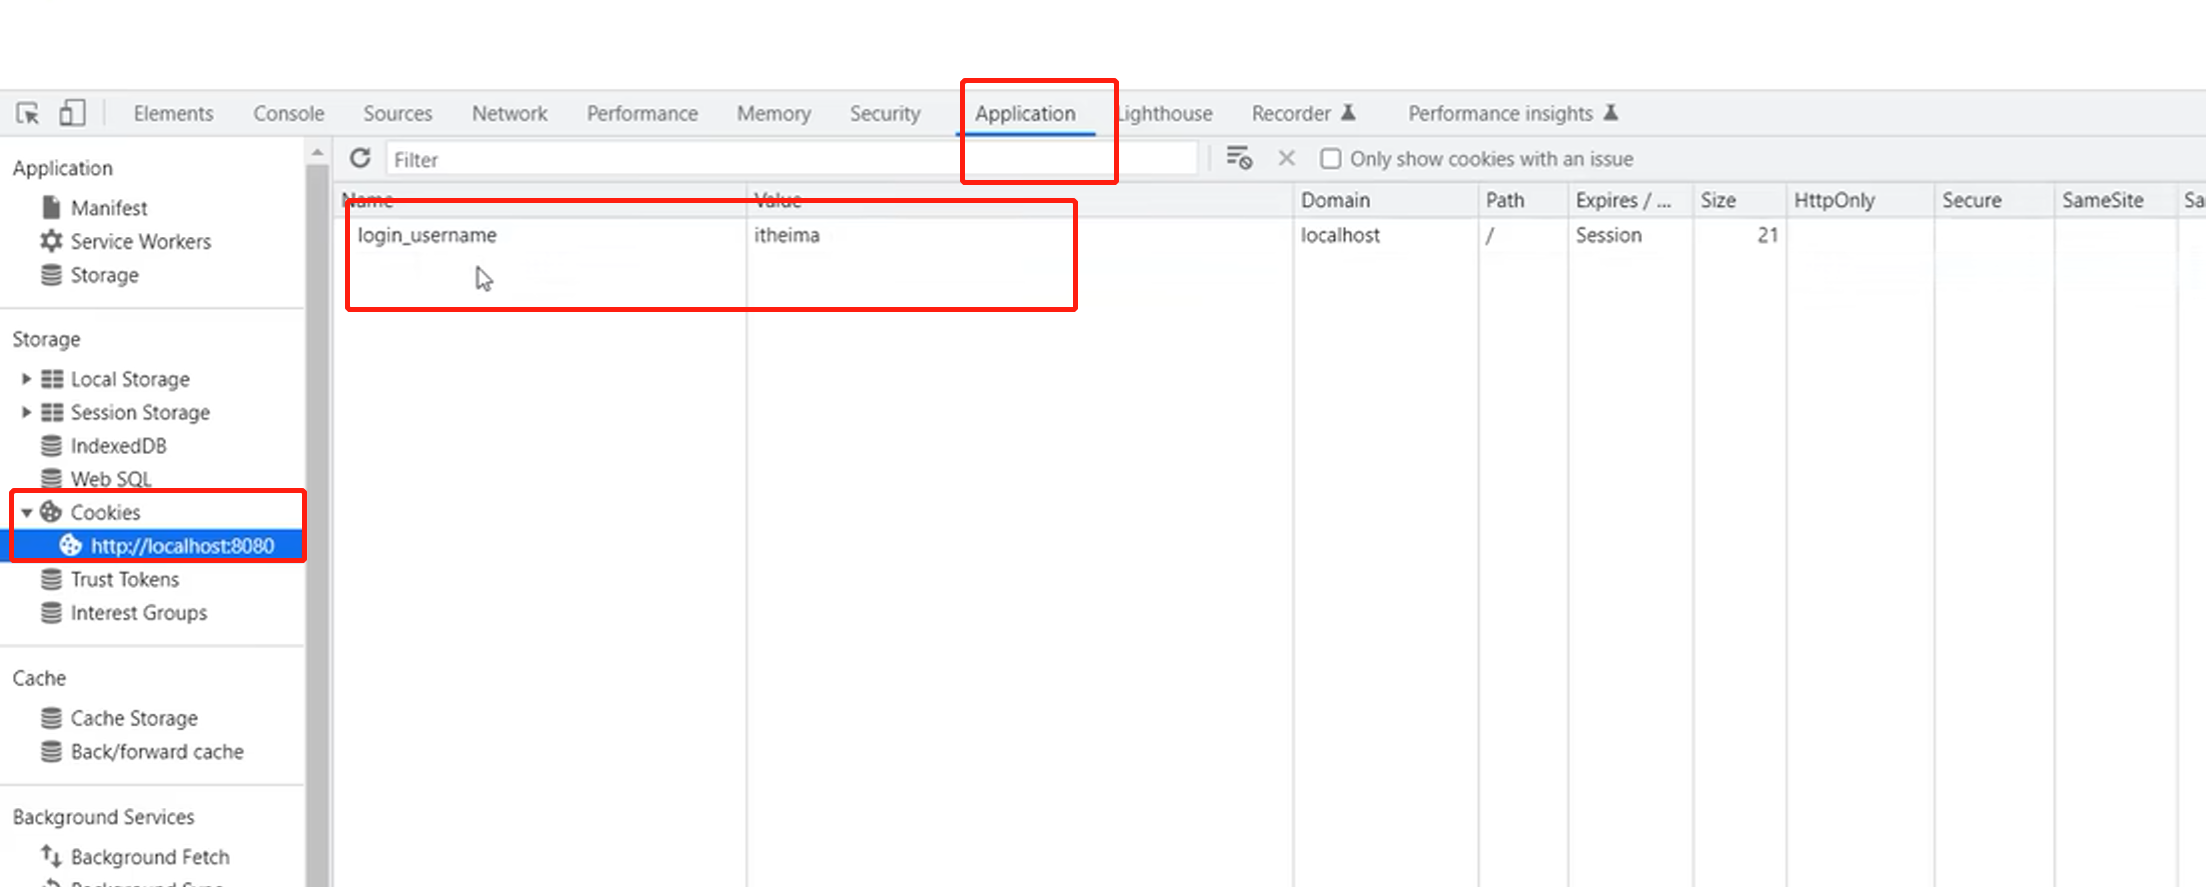 Elements Console Sources Network Performance Memory Security Application Lighthouse Recorder Performance insights
Filter Only show cookies with an issue
Name Value Domain Path Expires / ... Size HttpOnly Secure SameSite Sa
login_username itheima localhost / Session 21
Application
Manifest
Service Workers
Storage
Storage
Local Storage
Session Storage
IndexedDB
Web SQL
Cookies
http://localhost:8080
Trust Tokens
Interest Groups
Cache
Cache Storage
Back/forward cache
Background Services
Background Fetch